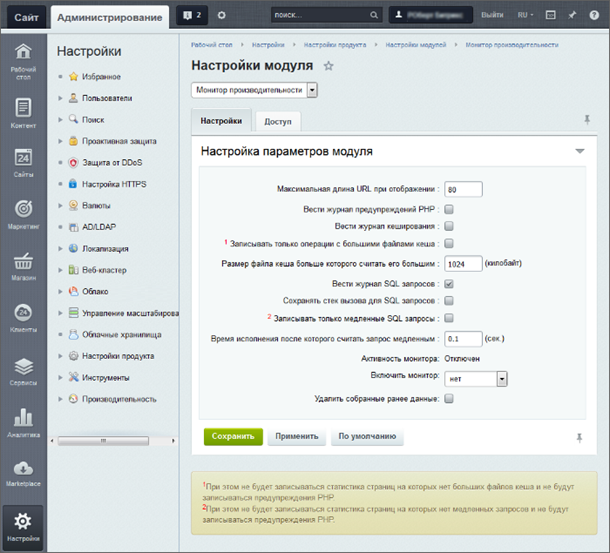 Сайт
Администрирование
2
поиск...
Выйти
RU
Рабочий стол
Контент
24
Сайты
Маркетинг
Магазин
24
Клиенты
Сервисы
Аналитика
Marketplace
Настройки
Настройки
Избранное
Пользователи
Поиск
Проактивная защита
Защита от DDoS
Настройка HTTPS
Валюты
AD/LDAP
Локализация
Веб-кластер
Облако
Управление масштабирова
Облачные хранилища
Настройки продукта
Инструменты
Производительность
Рабочий стол Настройки Настройки продукта Настройки модулей Монитор производительности
Настройки модуля
Монитор производительности
Настройки Доступ
Настройка параметров модуля
Максимальная длина URL при отображении : 80
Вести журнал предупреждений PHP :
Вести журнал кеширования :
1 Записывать только операции с большими файлами кеша :
Размер файла кеша больше которого считать его большим : 1024 (килобайт)
Вести журнал SQL запросов :
Сохранять стек вызова для SQL запросов :
2 Записывать только медленные SQL запросы :
Время исполнения после которого считать запрос медленным : 0.1 (сек.)
Активность монитора: Отключен
Включить монитор: нет
Удалить собранные ранее данные:
Сохранить Применить По умолчанию
1При этом не будет записываться статистика страниц на которых нет больших файлов кеша и не будут
записываться предупреждения PHP
2При этом не будет записываться статистика страниц на которых нет медленных запросов и не будут
записываться предупреждения PHP.